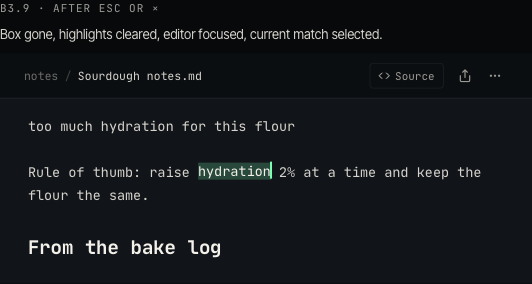 B3.9 · AFTER ESC OR ×
Box gone, highlights cleared, editor focused, current match selected.
notes / Sourdough notes.md
<> Source
too much hydration for this flour
Rule of thumb: raise hydration 2% at a time and keep the
flour the same.
From the bake log